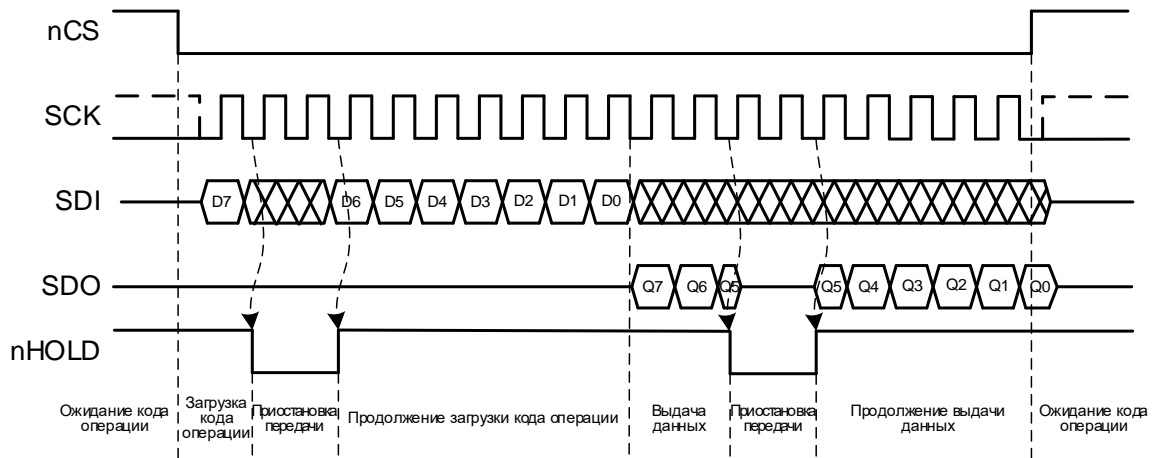 nCS
SCK
SDI
D7
D6
D5
D4
D3
D2
D1
D0
SDO
Q7
Q6
Q5
Q5
Q4
Q3
Q2
Q1
Q0
nHOLD
Ожидание кода
операции
Загрузка
кода
операции
Приостановка
передачи
Продолжение загрузки кода операции
Выдача
данных
Приостановка
передачи
Продолжение выдачи
данных
Ожидание кода
операции